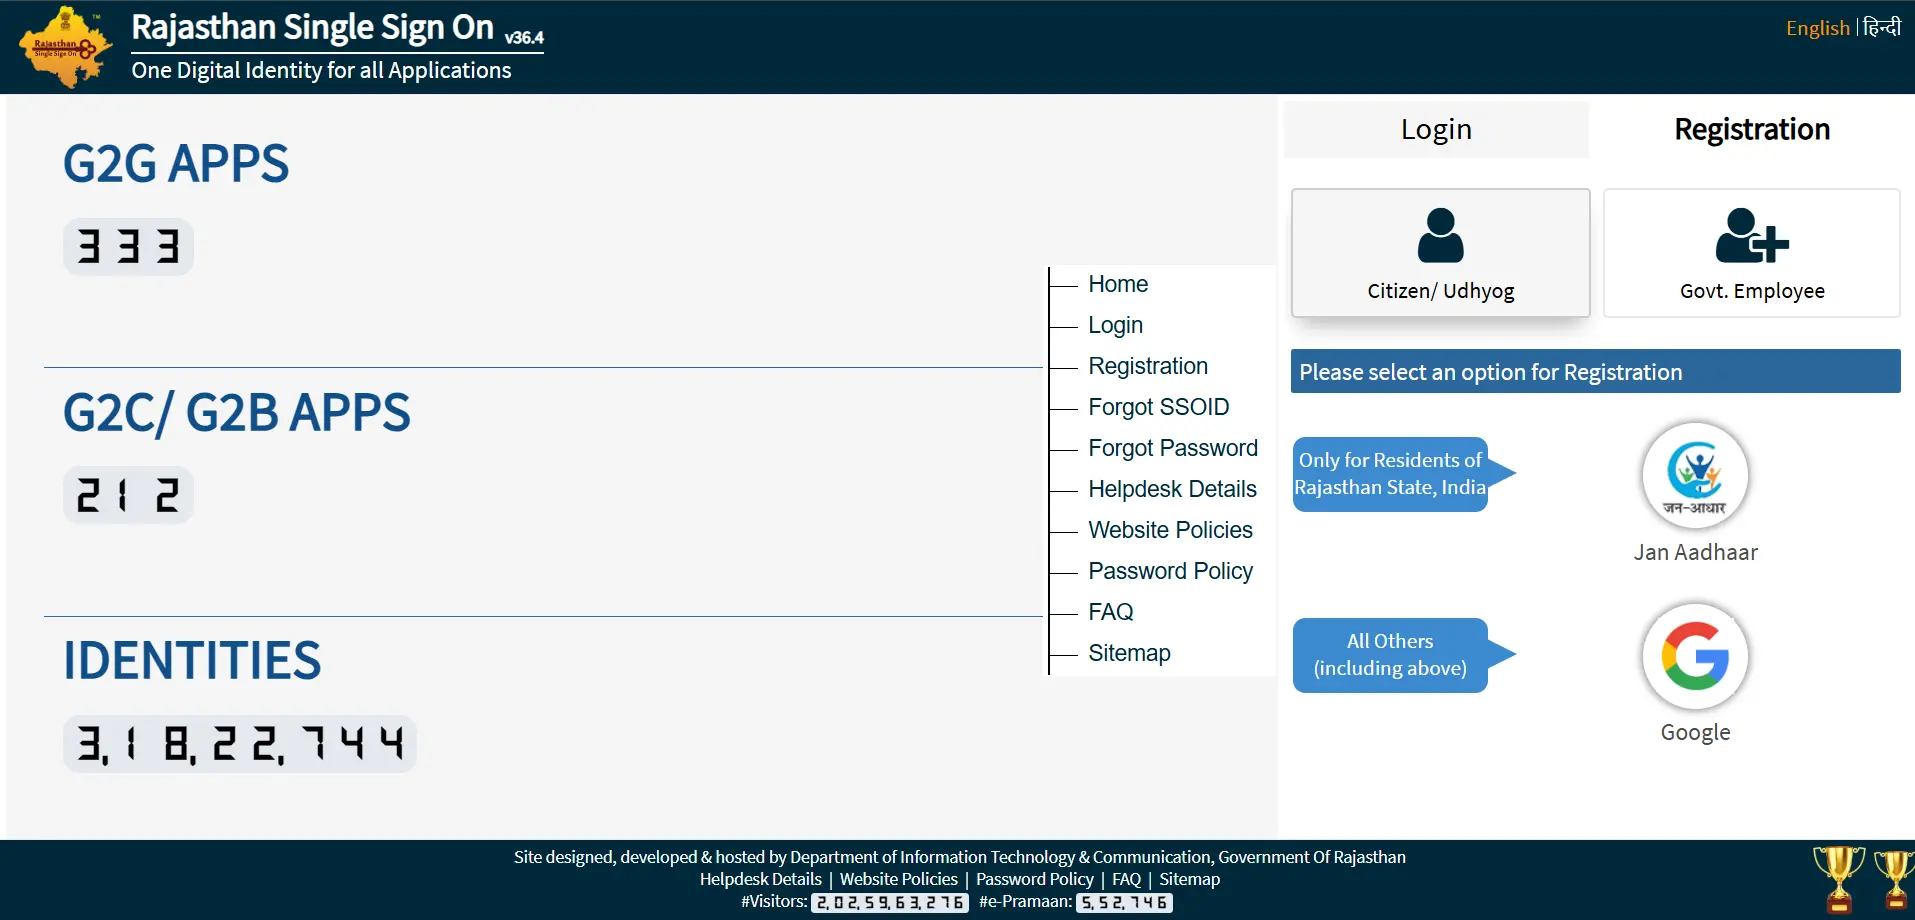 Rajasthan Single Sign On
Rajasthan Single Sign On v36.4
One Digital Identity for all Applications
English | हिन्दी
G2G APPS
333
G2C/ G2B APPS
212
IDENTITIES
3,18,22,744
Home
Login
Registration
Forgot SSOID
Forgot Password
Helpdesk Details
Website Policies
Password Policy
FAQ
Sitemap
Login
Registration
Citizen/ Udhyog
Govt. Employee
Please select an option for Registration
Only for Residents of
Rajasthan State, India
जन-आधार
Jan Aadhaar
All Others
(including above)
Google
Site designed, developed & hosted by Department of Information Technology & Communication, Government Of Rajasthan
Helpdesk Details | Website Policies | Password Policy | FAQ | Sitemap
#Visitors: 2,02,59,63,276 #e-Pramaan: 5,52,746